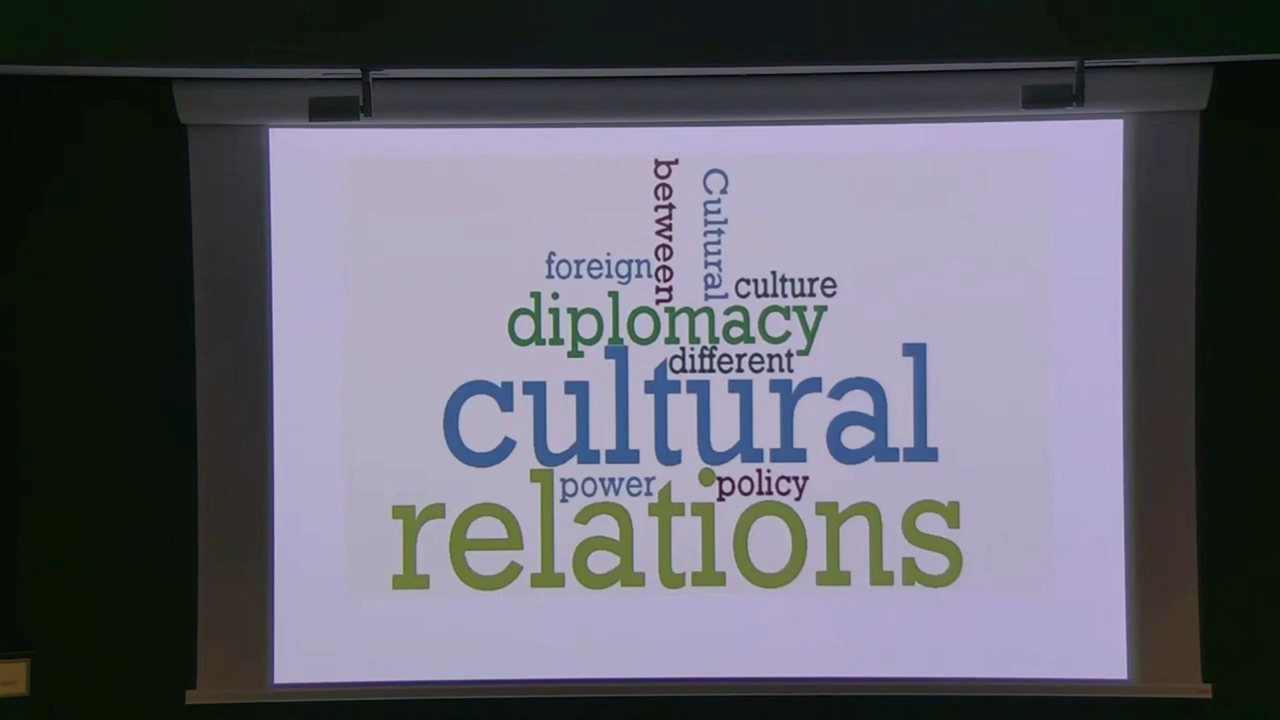 between
Cultural
foreign
culture
diplomacy
different
cultural
power
policy
relations